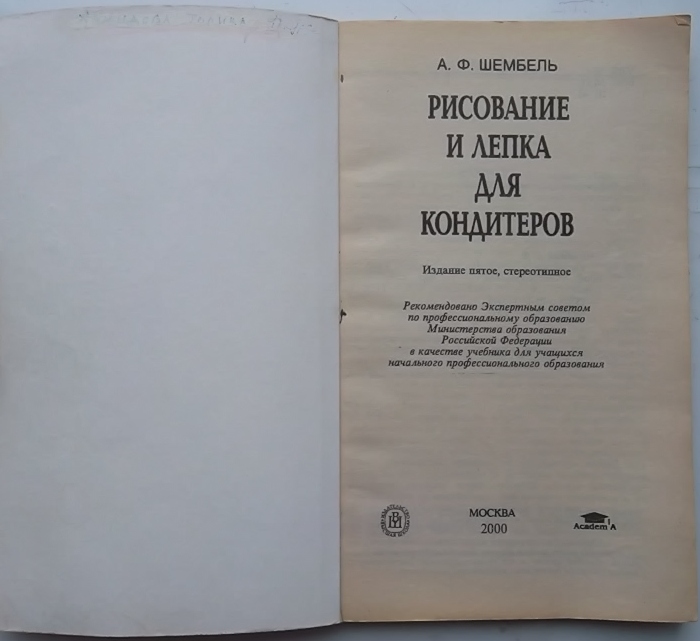 А. Ф. ШЕМБЕЛЬ
РИСОВАНИЕ
И ЛЕПКА
ДЛЯ
КОНДИТЕРОВ
Издание пятое, стереотипное
Рекомендовано Экспертным советом
по профессиональному образованию
Министерства образования
Российской Федерации
в качестве учебника для учащихся
начального профессионального образования
МОСКВА
2000
Academ'A